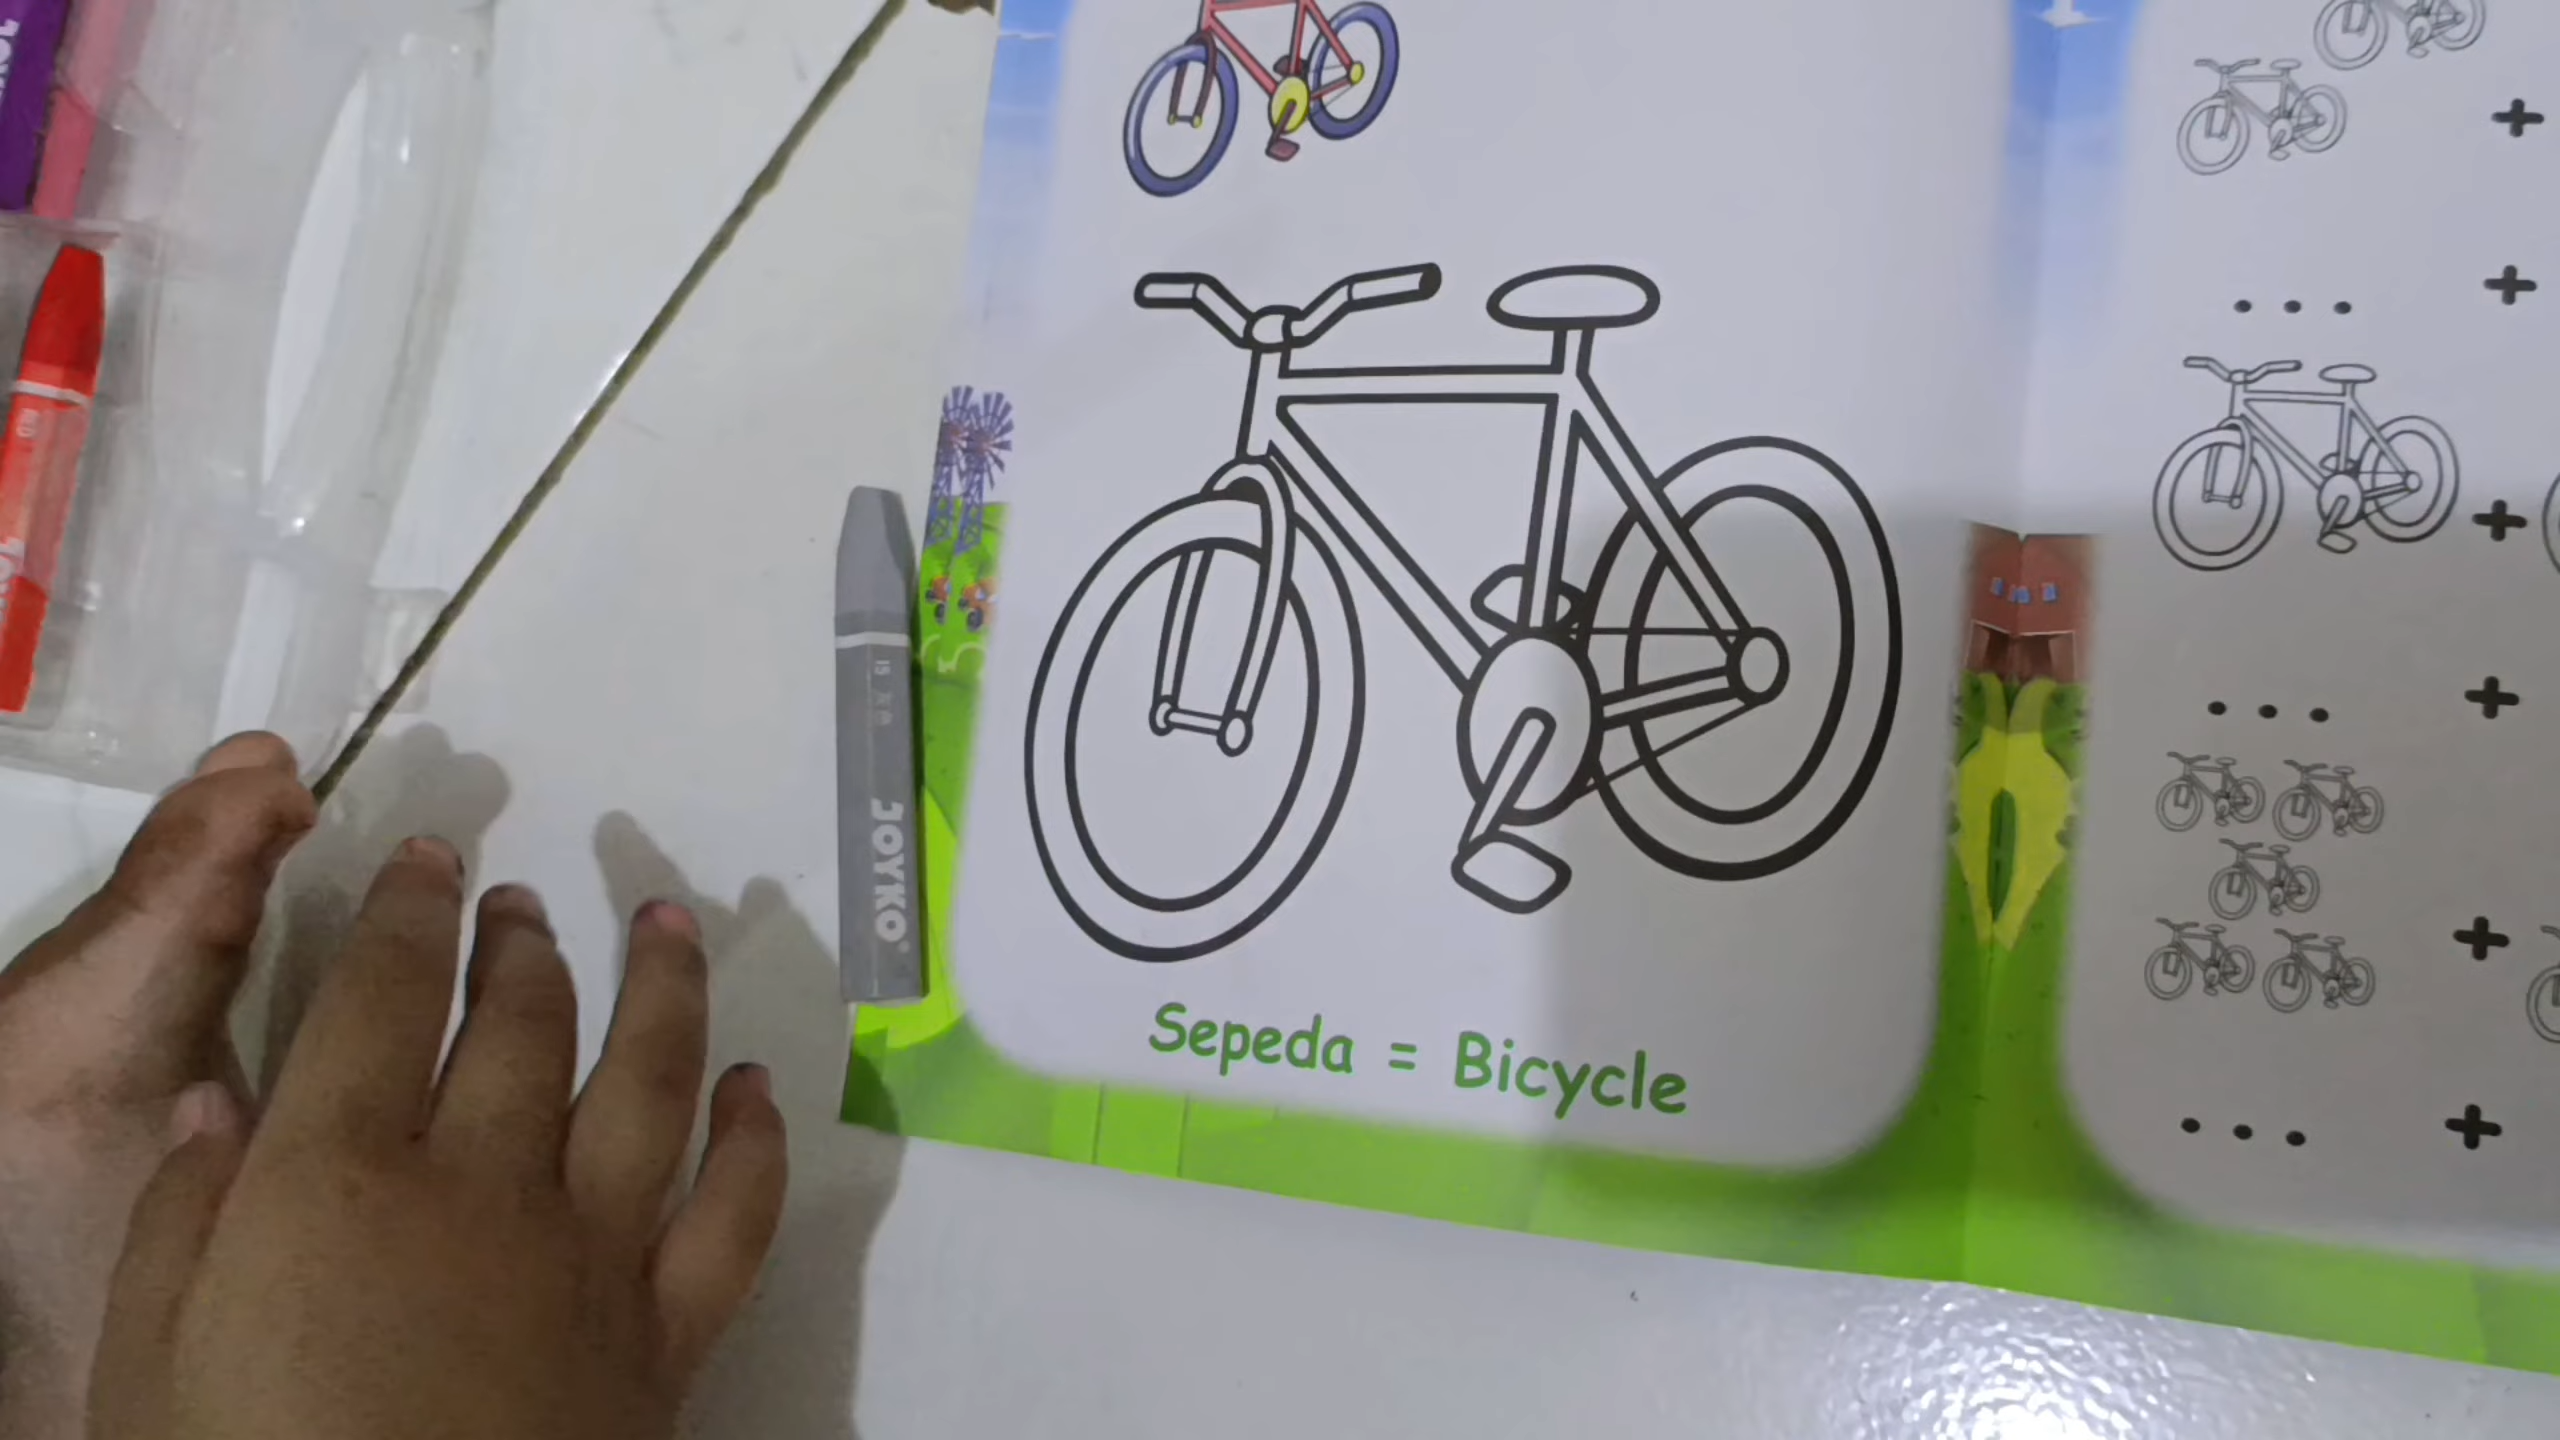 +
+
. . .
+
+
. . .
+
+
. . .
JOYKO
Sepeda = Bicycle